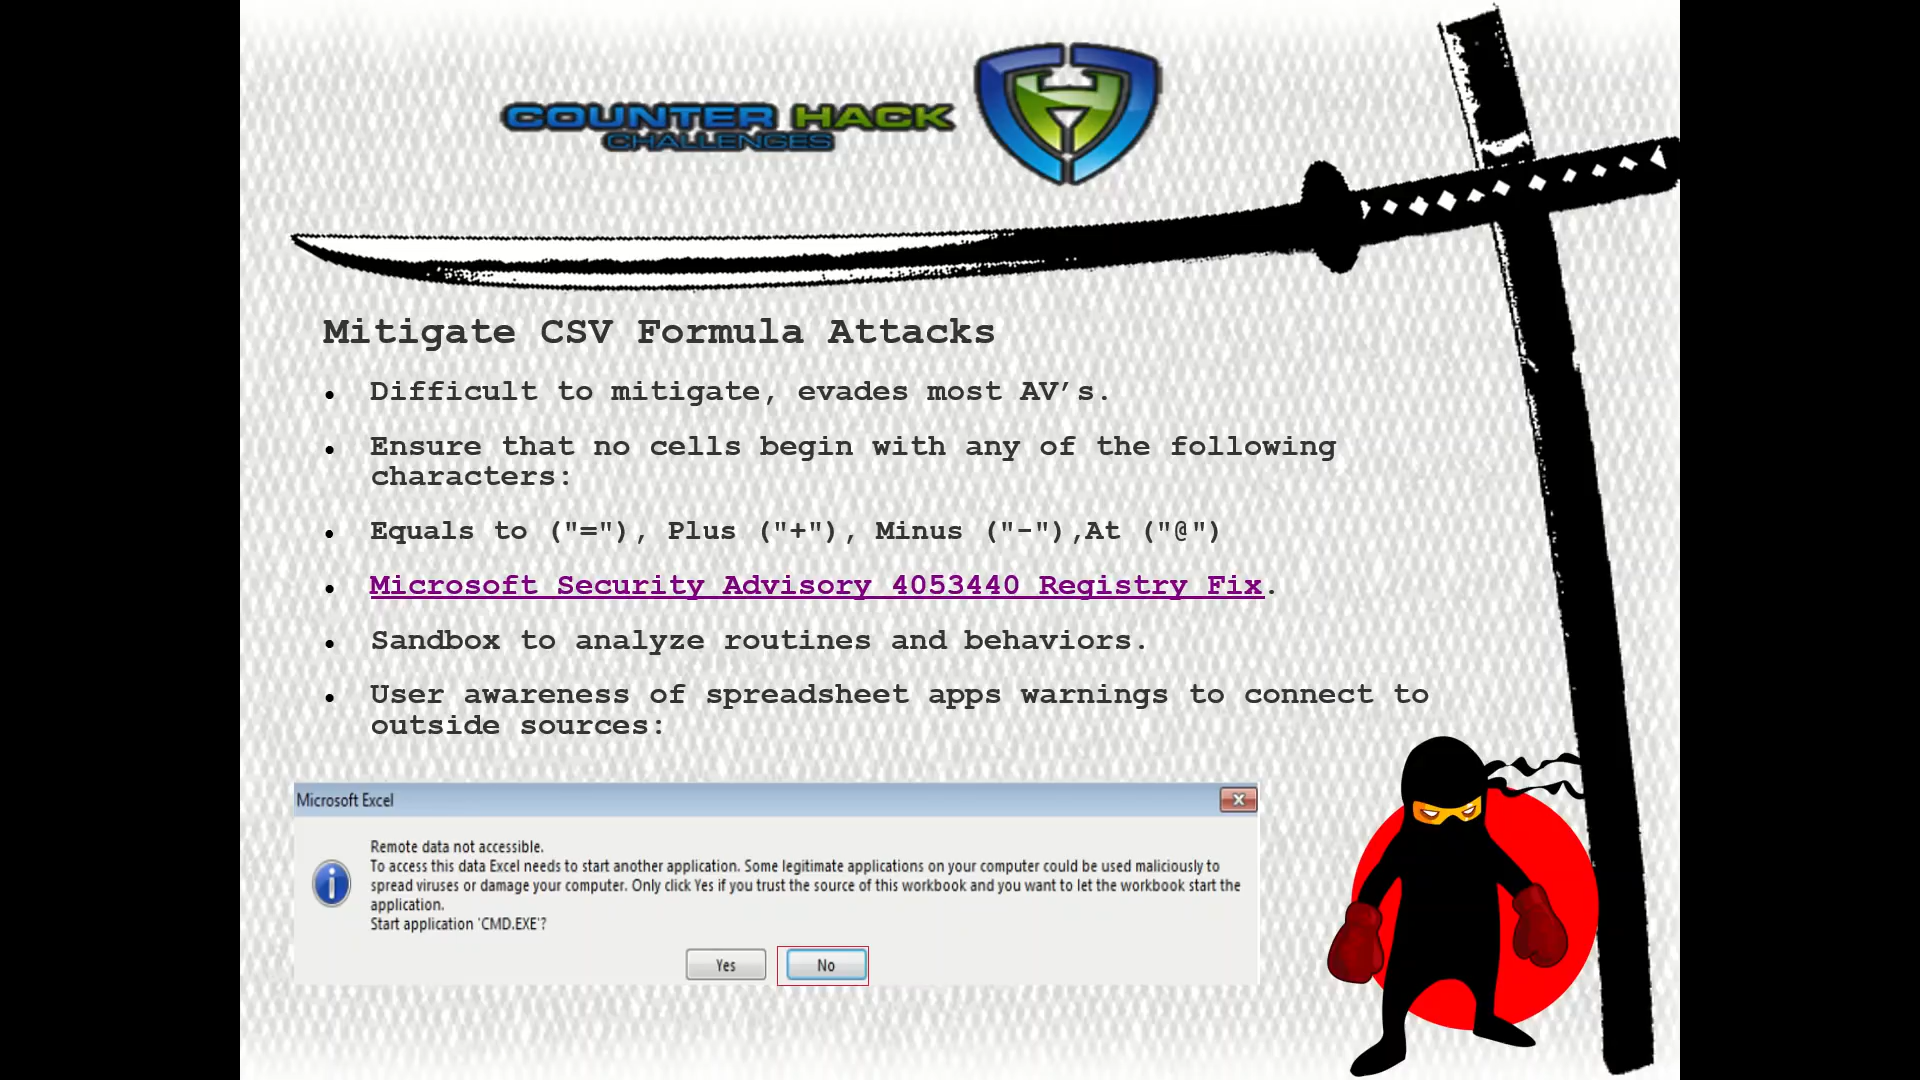 COUNTER HACK
CHALLENGES
Mitigate CSV Formula Attacks
• Difficult to mitigate, evades most AV’s.
• Ensure that no cells begin with any of the following
characters:
• Equals to ("="), Plus ("+"), Minus ("-"),At ("@")
• Microsoft Security Advisory 4053440 Registry Fix.
• Sandbox to analyze routines and behaviors.
• User awareness of spreadsheet apps warnings to connect to
outside sources:
Microsoft Excel
Remote data not accessible.
To access this data Excel needs to start another application. Some legitimate applications on your computer could be used maliciously to
spread viruses or damage your computer. Only click Yes if you trust the source of this workbook and you want to let the workbook start the
application.
Start application 'CMD.EXE'?
Yes No